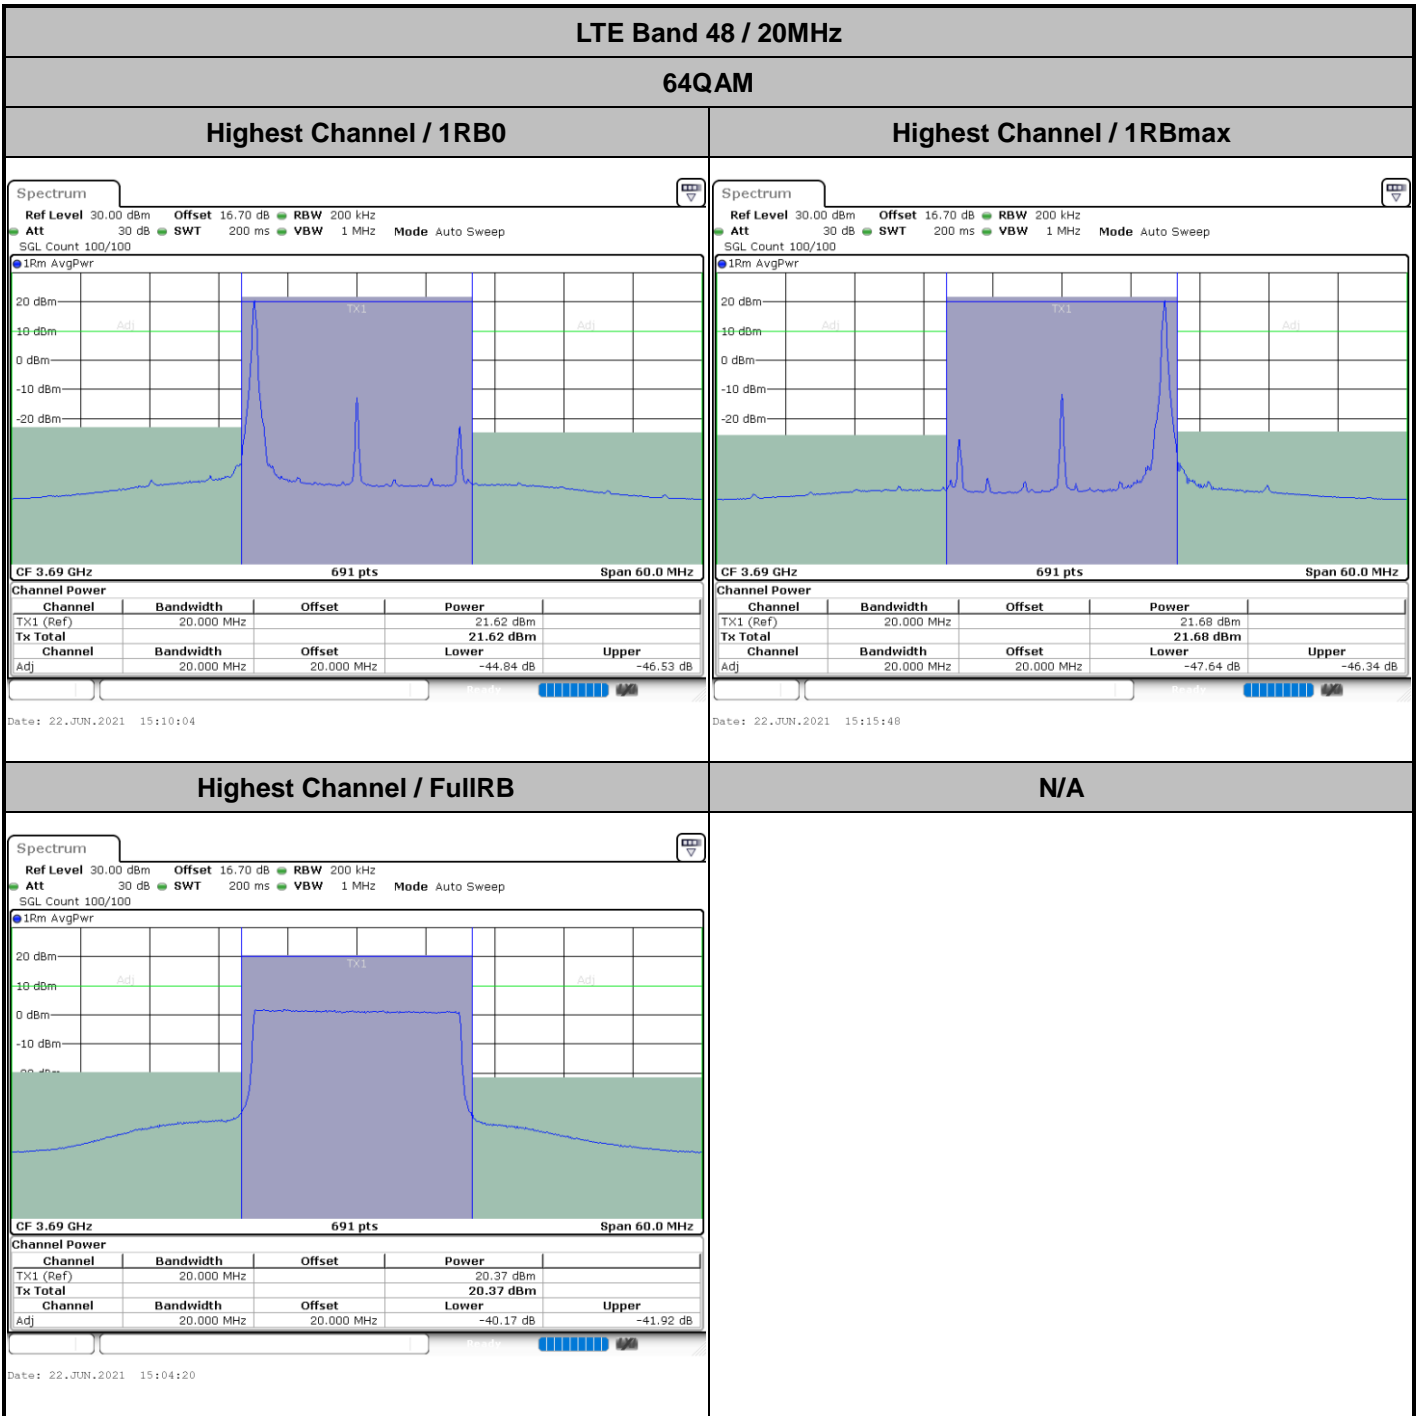 LTE Band 48 / 20MHz
64QAM
Highest Channel / 1RB0
Highest Channel / 1RBmax
Spectrum
Ref Level 30.00 dBm Offset 16.70 dB RBW 200 kHz
Att 30 dB SWT 200 ms VBW 1 MHz Mode Auto Sweep
SGL Count 100/100
1Rm AvgPwr
TX1
Adj
Adj
20 dBm
10 dBm
0 dBm
-10 dBm
-20 dBm
CF 3.69 GHz 691 pts Span 60.0 MHz
Channel Power
Channel Bandwidth Offset Power
TX1 (Ref) 20.000 MHz 21.62 dBm
Tx Total 21.62 dBm
Channel Bandwidth Offset Lower Upper
Adj 20.000 MHz 20.000 MHz -44.84 dB -46.53 dB
Ready
Date: 22.JUN.2021 15:10:04
Spectrum
Ref Level 30.00 dBm Offset 16.70 dB RBW 200 kHz
Att 30 dB SWT 200 ms VBW 1 MHz Mode Auto Sweep
SGL Count 100/100
1Rm AvgPwr
TX1
Adj
Adj
20 dBm
10 dBm
0 dBm
-10 dBm
-20 dBm
CF 3.69 GHz 691 pts Span 60.0 MHz
Channel Power
Channel Bandwidth Offset Power
TX1 (Ref) 20.000 MHz 21.68 dBm
Tx Total 21.68 dBm
Channel Bandwidth Offset Lower Upper
Adj 20.000 MHz 20.000 MHz -47.64 dB -46.34 dB
Ready
Date: 22.JUN.2021 15:15:48
Highest Channel / FullRB
N/A
Spectrum
Ref Level 30.00 dBm Offset 16.70 dB RBW 200 kHz
Att 30 dB SWT 200 ms VBW 1 MHz Mode Auto Sweep
SGL Count 100/100
1Rm AvgPwr
TX1
Adj
Adj
20 dBm
10 dBm
0 dBm
-10 dBm
CF 3.69 GHz 691 pts Span 60.0 MHz
Channel Power
Channel Bandwidth Offset Power
TX1 (Ref) 20.000 MHz 20.37 dBm
Tx Total 20.37 dBm
Channel Bandwidth Offset Lower Upper
Adj 20.000 MHz 20.000 MHz -40.17 dB -41.92 dB
Ready
Date: 22.JUN.2021 15:04:20